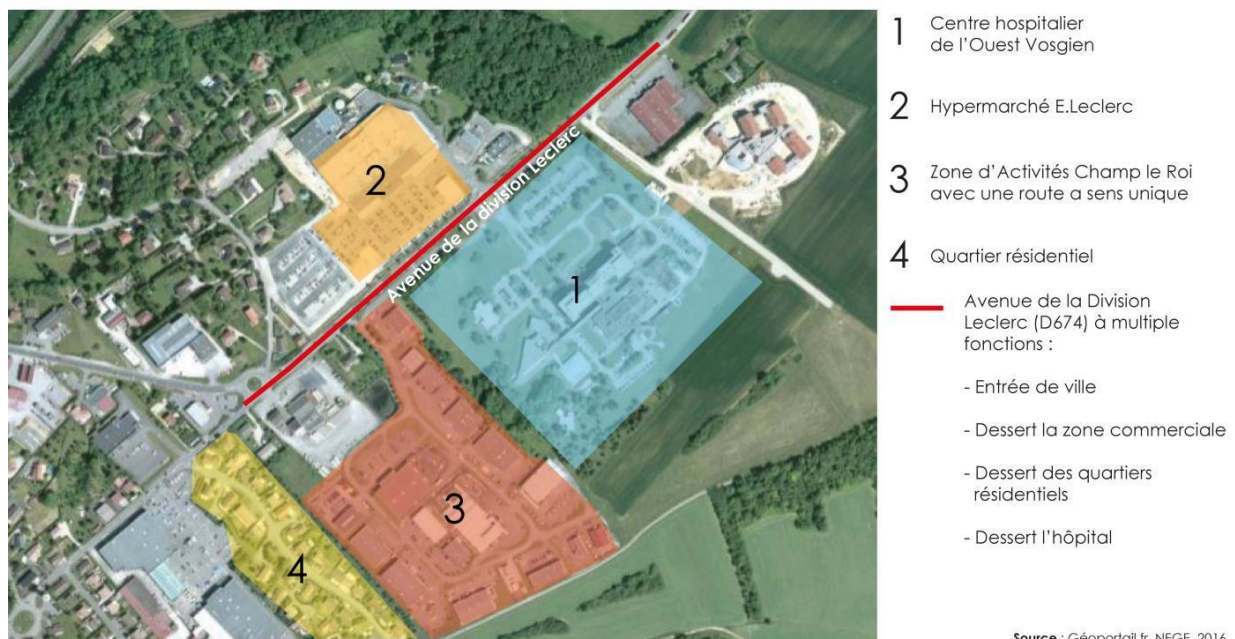 1
2
3
4
Avenue de la division Leclerc
1 Centre hospitalier
de l'Ouest Vosgien
2 Hypermarché E.Leclerc
3 Zone d'Activités Champ le Roi
avec une route a sens unique
4 Quartier résidentiel
Avenue de la Division
Leclerc (D674) à multiple
fonctions :
- Entrée de ville
- Dessert la zone commerciale
- Dessert des quartiers
résidentiels
- Dessert l'hôpital
Source : Géoportail.fr,
2016